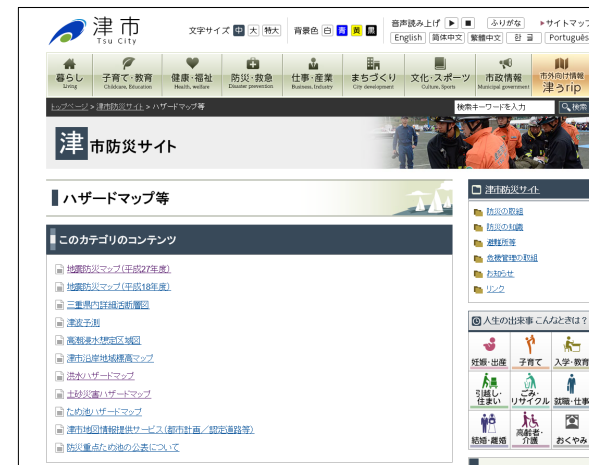 津市
Tsu City
文字サイズ 中 大 特大 背景色 白 青 黄 黒
音声読み上げ ふりがな サイトマップ
English 简体中文 繁體中文 한글 Português
暮らし 子育て・教育 健康・福祉 防災・救急 仕事・産業 まちづくり 文化・スポーツ 市政情報 市外向け情報
津うrip
Living Childcare, Education Health, welfare Disaster prevention Business, Industry City development Culture, Sports Municipal government
トップページ > 津市防災サイト > ハザードマップ等
検索キーワードを入力 検索
津市防災サイト
ハザードマップ等
このカテゴリのコンテンツ
地震防災マップ(平成27年度)
地震防災マップ(平成18年度)
三重県内詳細活断層図
津波予測
高潮浸水想定区域図
津市沿岸地域標高マップ
洪水ハザードマップ
土砂災害ハザードマップ
ため池ハザードマップ
津市地図情報提供サービス(都市計画/認定道路等)
防災重点ため池の公表について
津市防災サイト
防災の取組
防災の知識
避難所等
危機管理の取組
お知らせ
リンク
人生の出来事 こんなときは?
妊娠・出産 子育て 入学・教育
引越し・住まい ごみ・リサイクル 就職・仕事
結婚・離婚 高齢者・介護 おくやみ